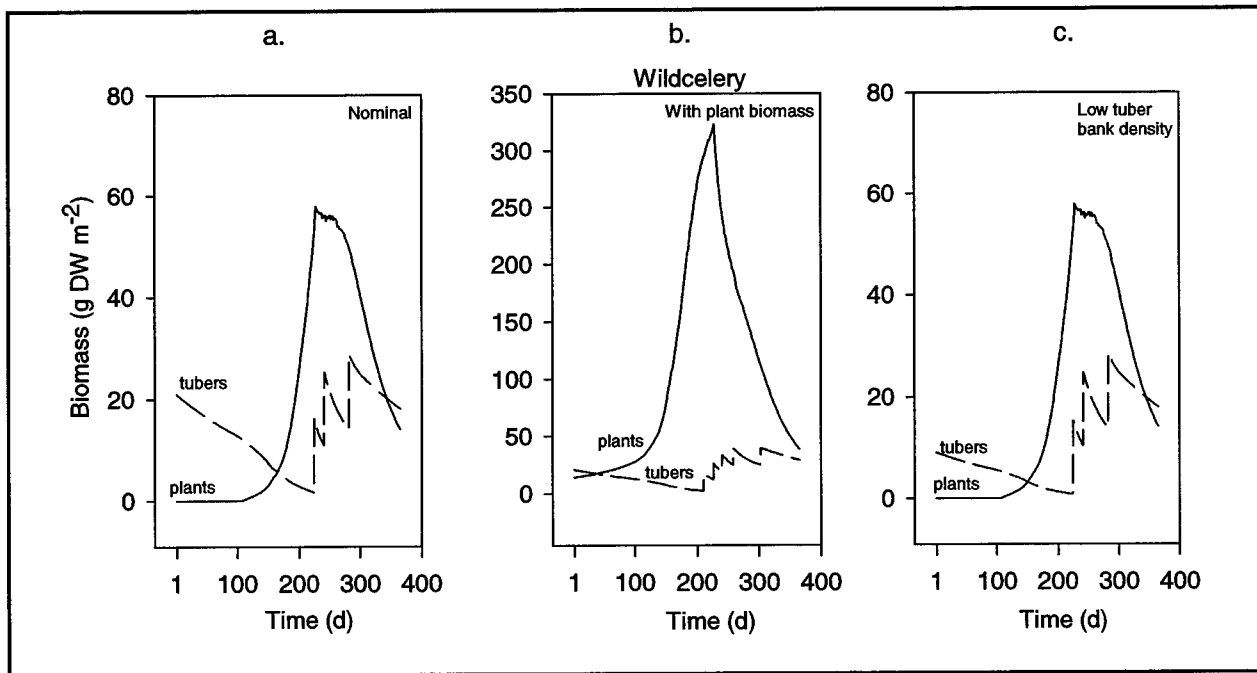 a.
b.
c.
Wildcelery
Biomass (g DW m-2)
80
60
40
20
0
Nominal
tubers
plants
1 100 200 300 400
Time (d)
350
300
250
200
150
100
50
0
With plant biomass
plants
tubers
1 100 200 300 400
Time (d)
80
60
40
20
0
Low tuber
bank density
tubers
plants
1 100 200 300 400
Time (d)